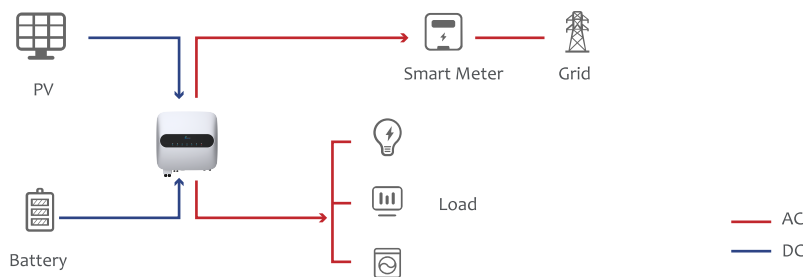 PV
Smart Meter
Grid
Load
Battery
AC
DC